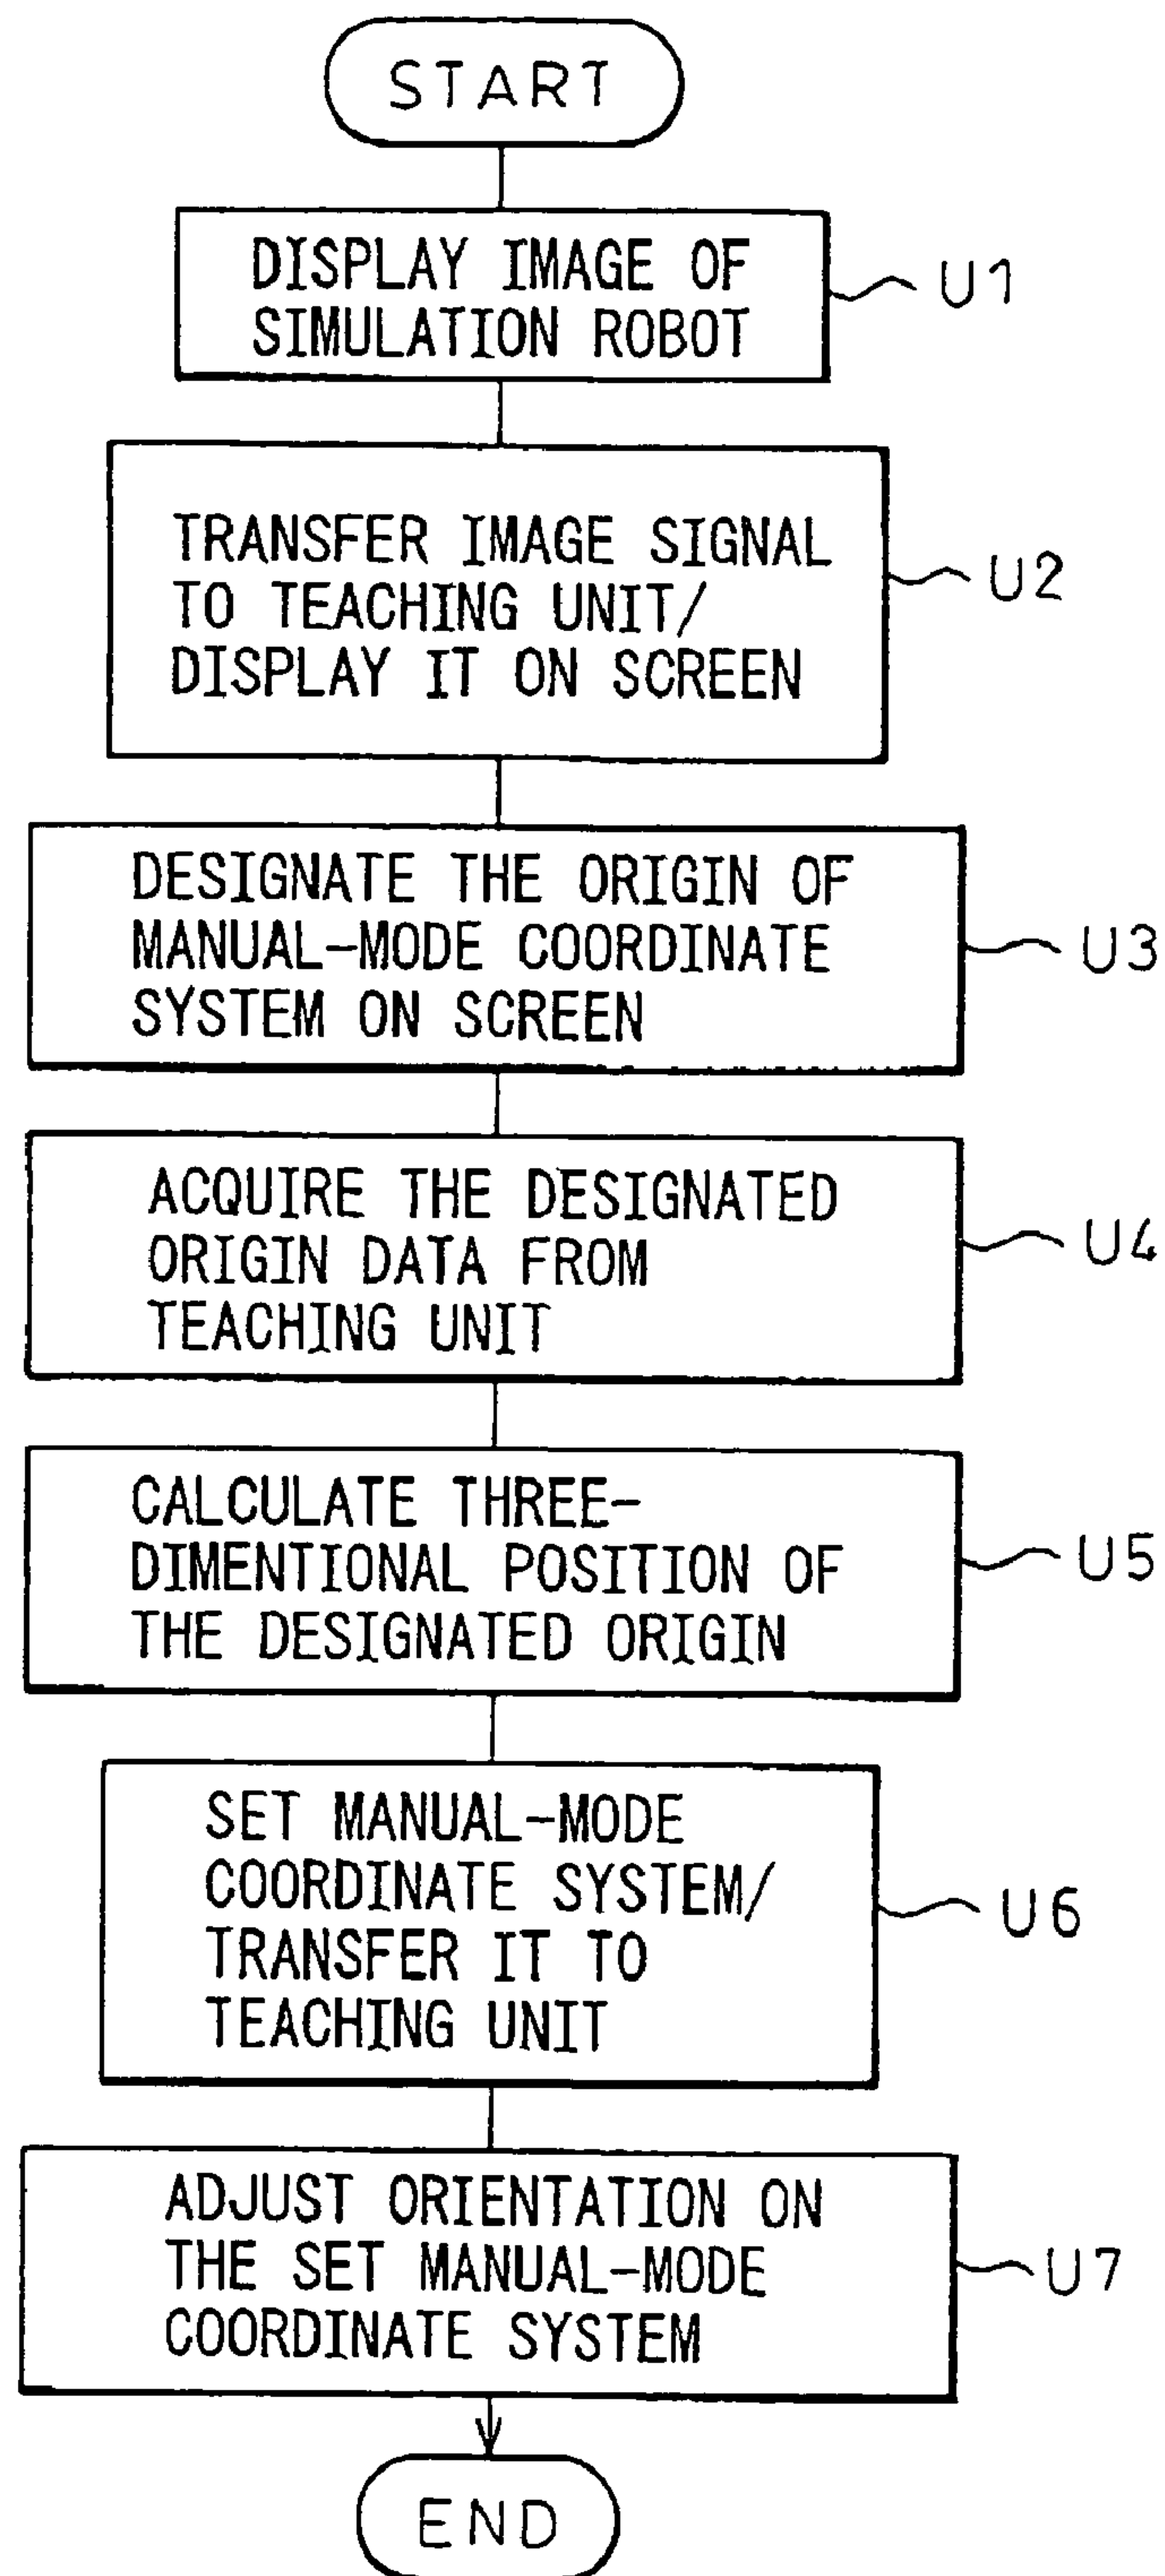 START
DISPLAY IMAGE OF
SIMULATION ROBOT
U1
TRANSFER IMAGE SIGNAL
TO TEACHING UNIT/
DISPLAY IT ON SCREEN
U2
DESIGNATE THE ORIGIN OF
MANUAL-MODE COORDINATE
SYSTEM ON SCREEN
U3
ACQUIRE THE DESIGNATED
ORIGIN DATA FROM
TEACHING UNIT
U4
CALCULATE THREE-
DIMENTIONAL POSITION OF
THE DESIGNATED ORIGIN
U5
SET MANUAL-MODE
COORDINATE SYSTEM/
TRANSFER IT TO
TEACHING UNIT
U6
ADJUST ORIENTATION ON
THE SET MANUAL-MODE
COORDINATE SYSTEM
U7
END